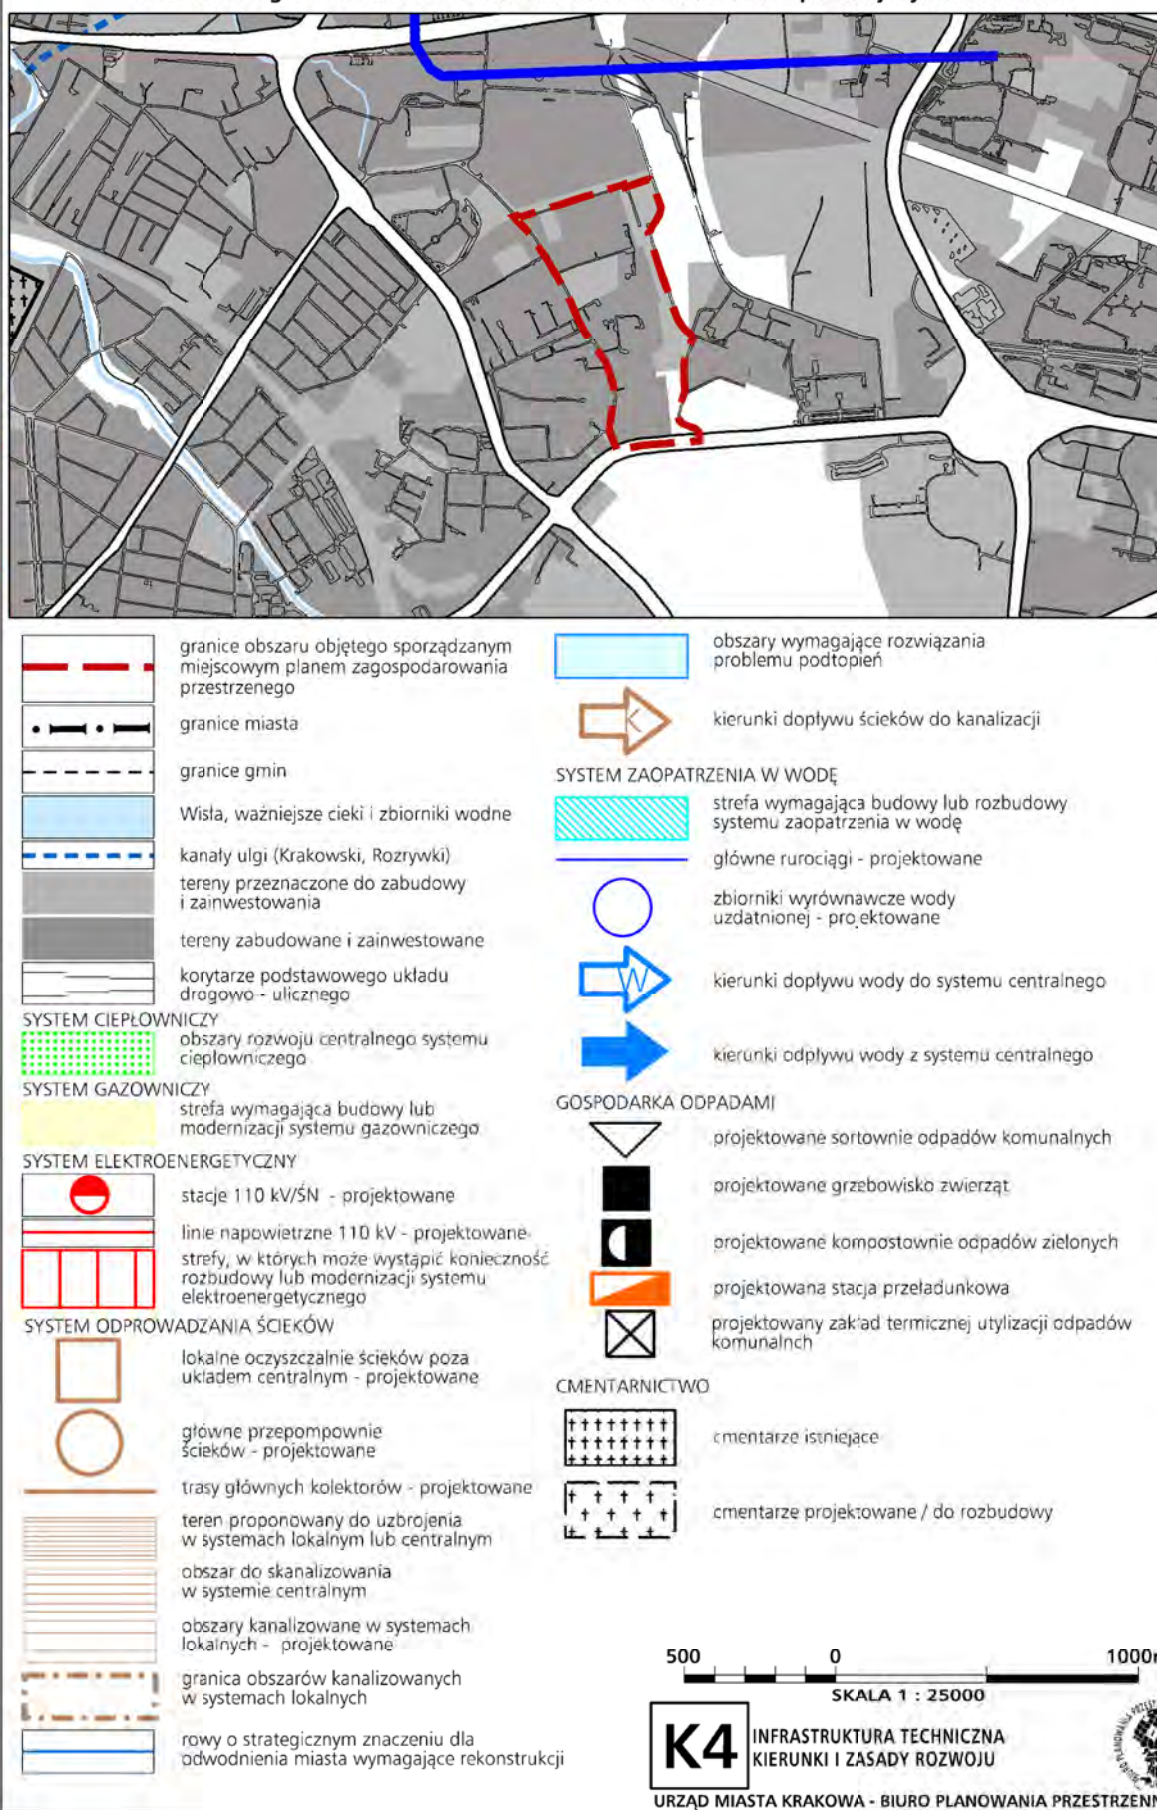 granice obszaru objętego sporządzanym
miejscowym planem zagospodarowania
przestrzenego
granice miasta
granice gmin
Wisła, ważniejsze cieki i zbiorniki wodne
kanały ulgi (Krakowski, Rozrywki)
tereny przeznaczone do zabudowy
i zainwestowania
tereny zabudowane i zainwestowane
korytarze podstawowego układu
drogowo - ulicznego
SYSTEM CIEPŁOWNICZY
obszary rozwoju centralnego systemu
ciepłowniczego
SYSTEM GAZOWNICZY
strefa wymagająca budowy lub
modernizacji systemu gazowniczego
SYSTEM ELEKTROENERGETYCZNY
stacje 110 kV/ŚN - projektowane
linie napowietrzne 110 kV - projektowane
strefy, w których może wystąpić konieczność
rozbudowy lub modernizacji systemu
elektroenergetycznego
SYSTEM ODPROWADZANIA ŚCIEKÓW
lokalne oczyszczalnie ścieków poza
układem centralnym - projektowane
główne przepompownie
ścieków - projektowane
trasy głównych kolektorów - projektowane
teren proponowany do uzbrojenia
w systemach lokalnym lub centralnym
obszar do skanalizowania
w systemie centralnym
obszary kanalizowane w systemach
lokalnych - projektowane
granica obszarów kanalizowanych
w systemach lokalnych
rowy o strategicznym znaczeniu dla
odwodnienia miasta wymagające rekonstrukcji
obszary wymagające rozwiązania
problemu podtopień
K
kierunki dopływu ścieków do kanalizacji
SYSTEM ZAOPATRZENIA W WODĘ
strefa wymagająca budowy lub rozbudowy
systemu zaopatrzenia w wodę
główne rurociągi - projektowane
zbiorniki wyrównawcze wody
uzdatnionej - projektowane
W
kierunki dopływu wody do systemu centralnego
kierunki odpływu wody z systemu centralnego
GOSPODARKA ODPADAMI
projektowane sortownie odpadów komunalnych
projektowane grzebowisko zwierząt
projektowane kompostownie odpadów zielonych
projektowana stacja przeładunkowa
projektowany zakład termicznej utylizacji odpadów
komunalnch
CMENTARNICTWO
cmentarze istniejące
cmentarze projektowane / do rozbudowy
500 0 1000m
SKALA 1 : 25000
K4
INFRASTRUKTURA TECHNICZNA
KIERUNKI I ZASADY ROZWOJU
URZĄD MIASTA KRAKOWA - BIURO PLANOWANIA PRZESTRZENN